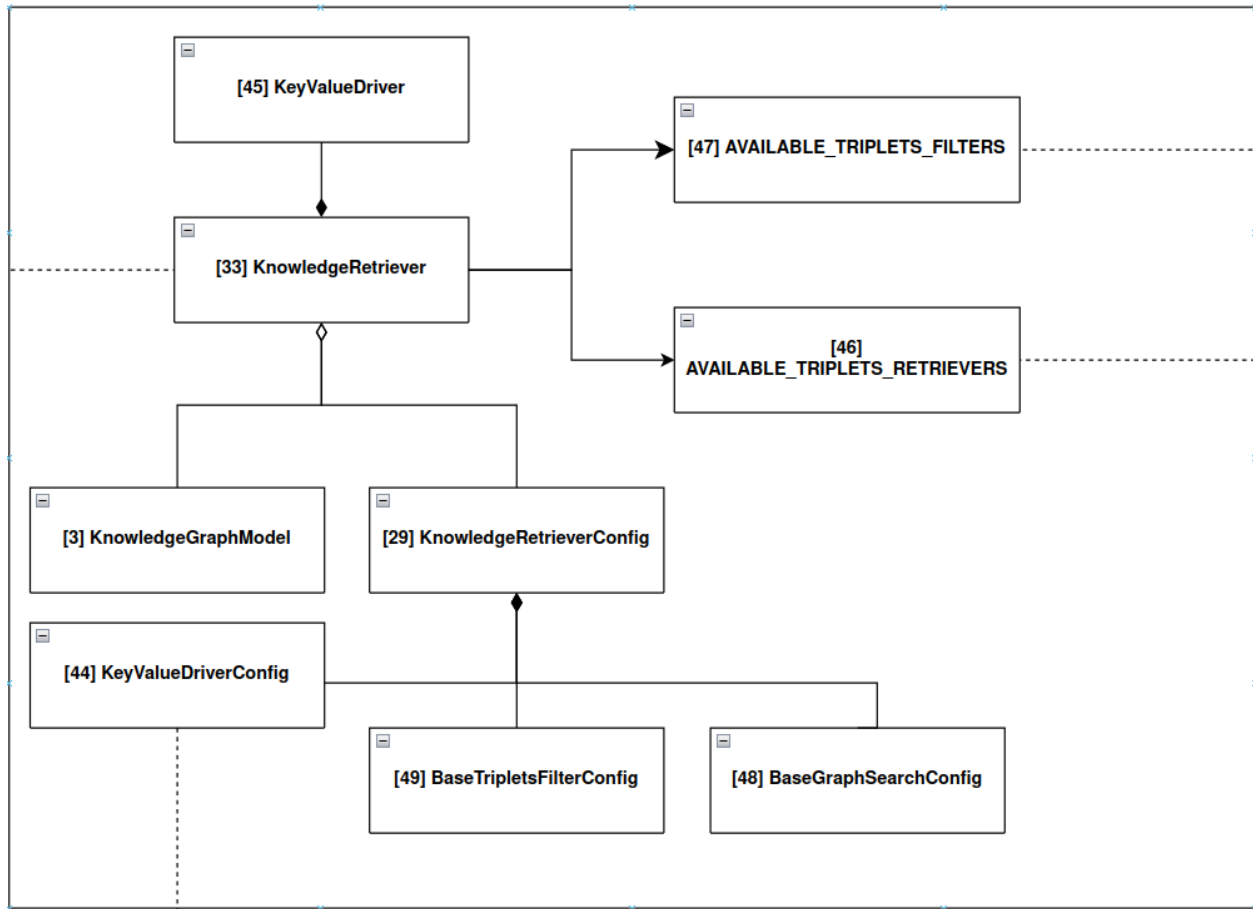 [45] KeyValueDriver
[47] AVAILABLE_TRIPLETS_FILTERS
[33] KnowledgeRetriever
[46]
AVAILABLE_TRIPLETS_RETRIEVERS
[3] KnowledgeGraphModel
[29] KnowledgeRetrieverConfig
[44] KeyValueDriverConfig
[49] BaseTripletsFilterConfig
[48] BaseGraphSearchConfig